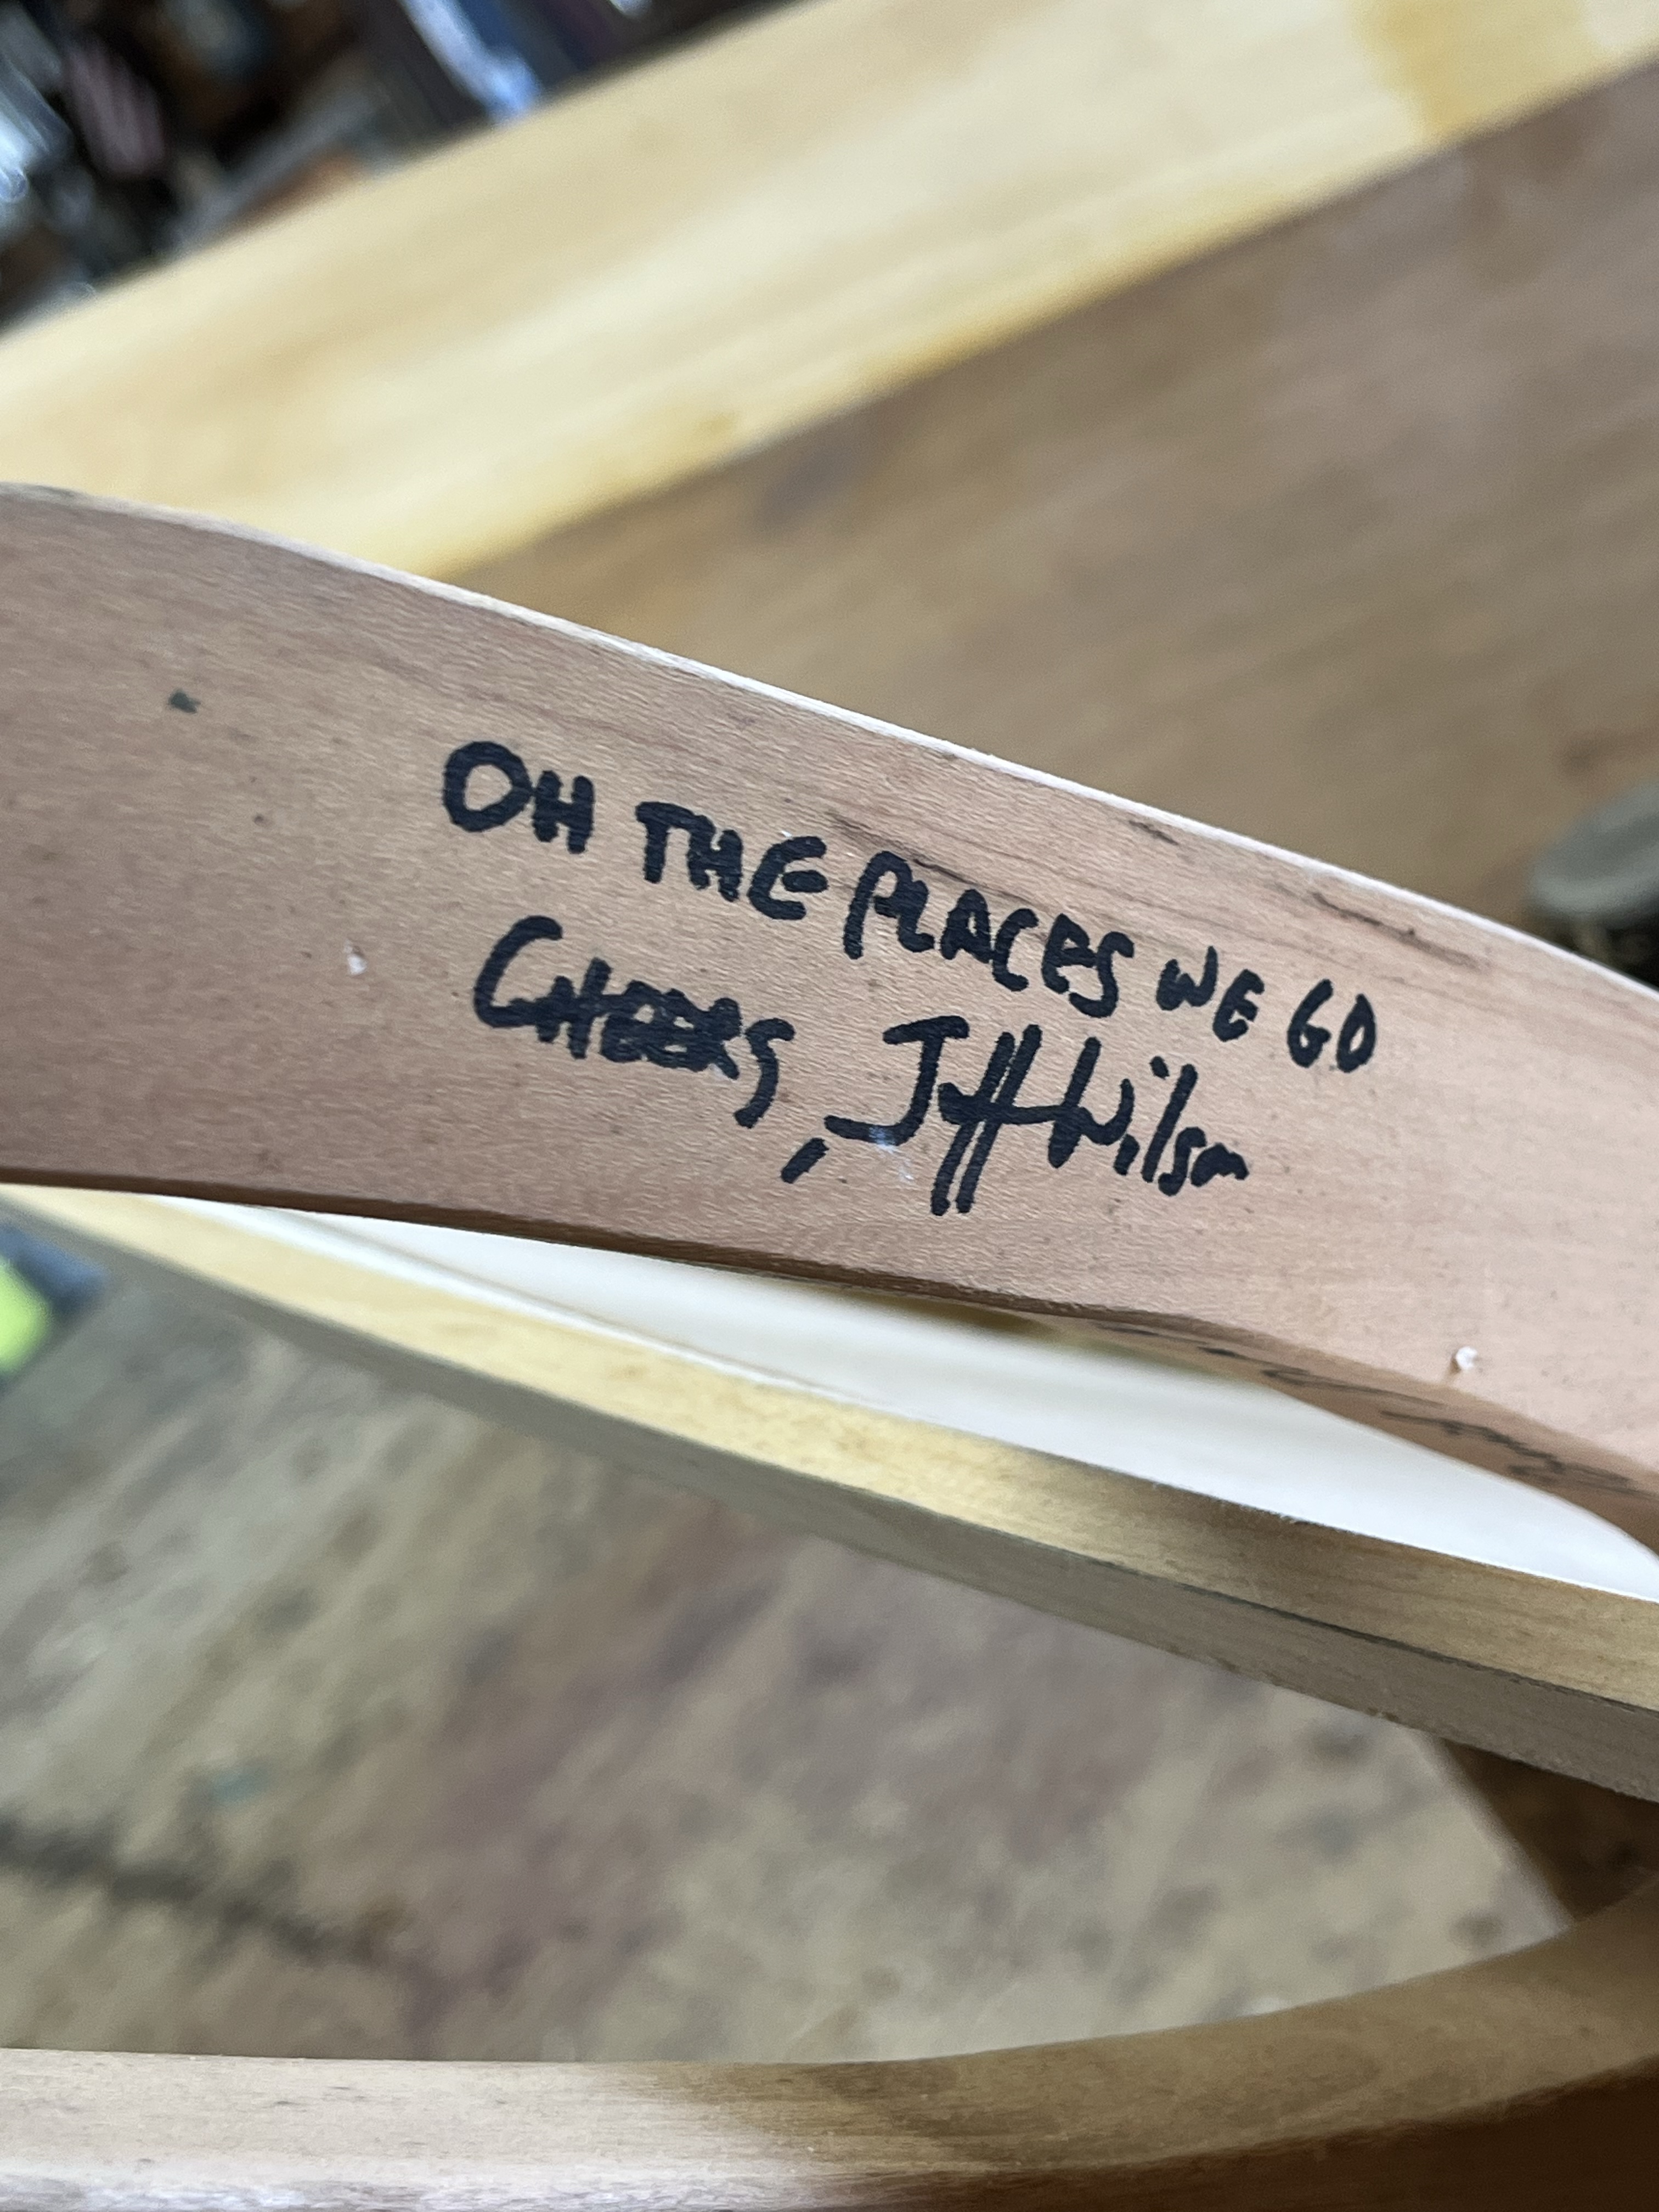 OH THE PLACES WE GO
CHEERS, Jeff Wilson